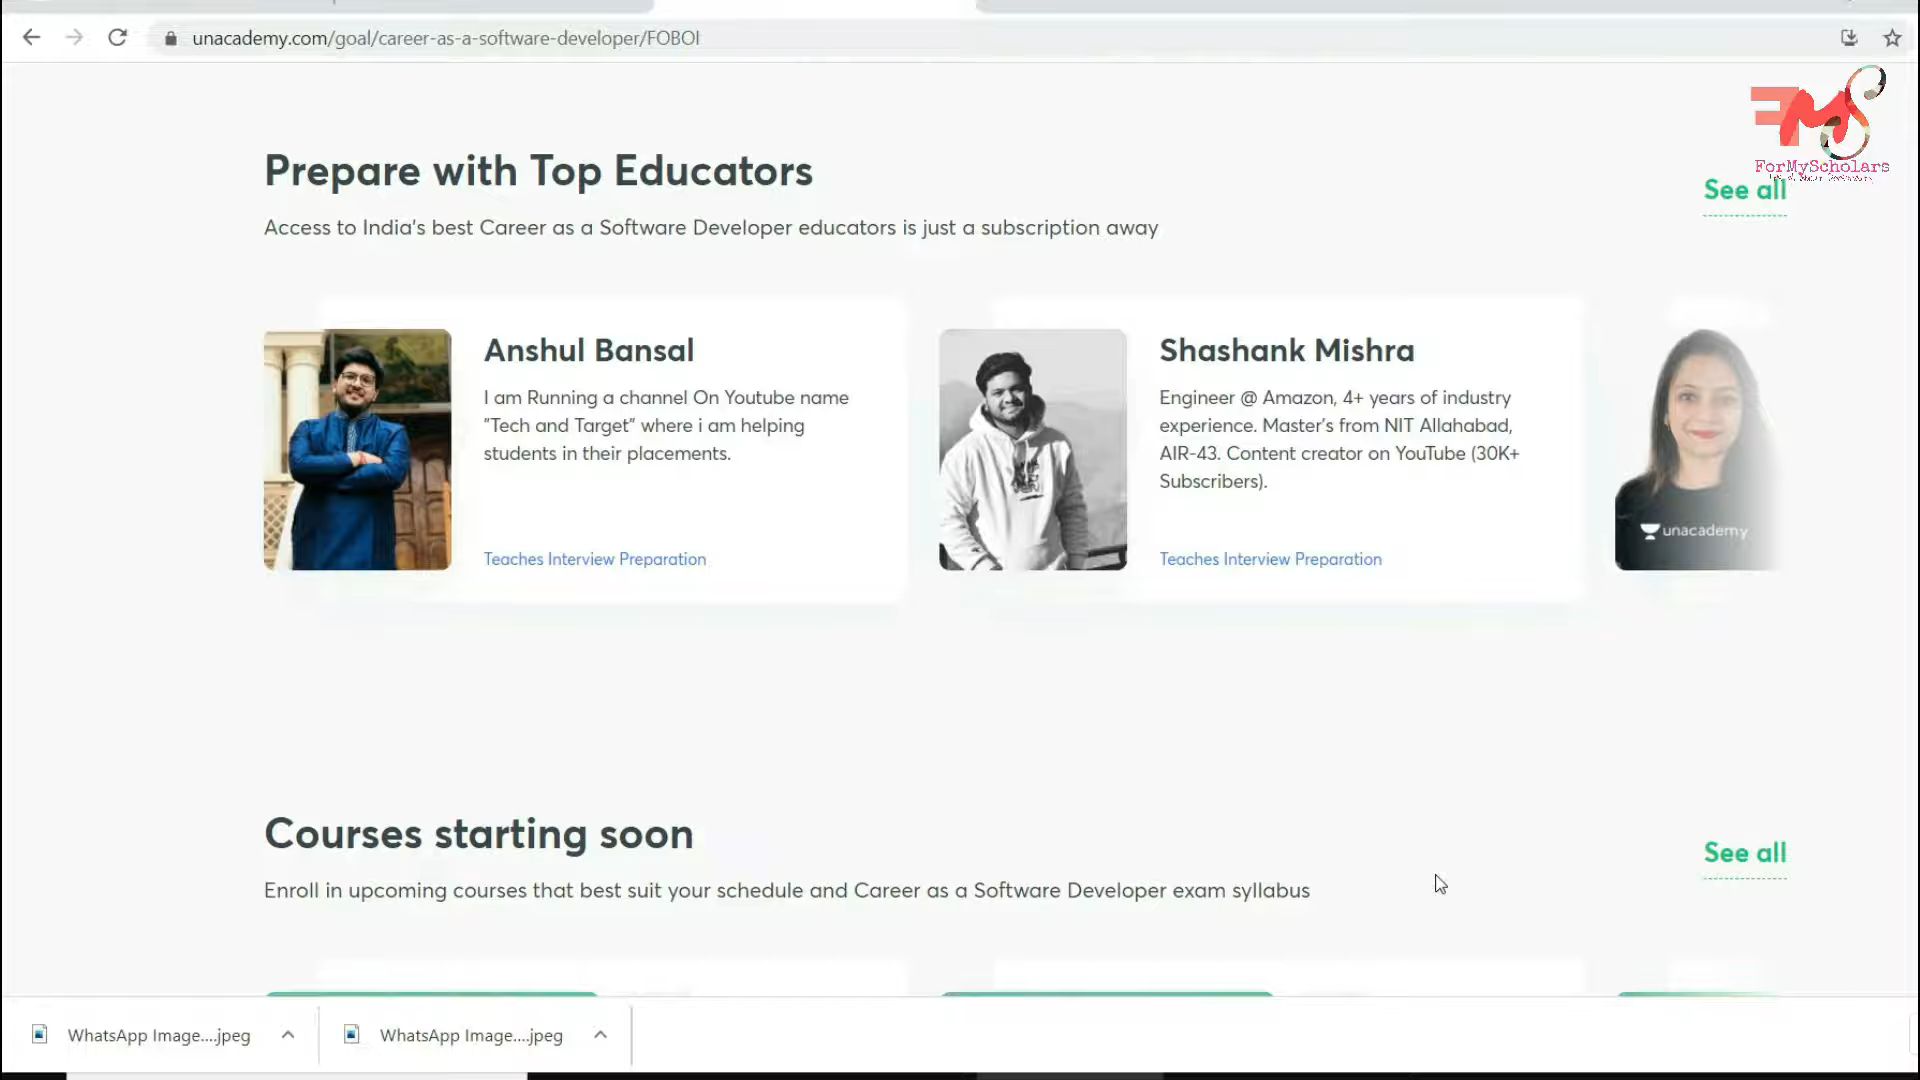 unacademy.com/goal/career-as-a-software-developer/FOBOI
ForMyScholars
Prepare with Top Educators
See all
Access to India's best Career as a Software Developer educators is just a subscription away
Anshul Bansal
I am Running a channel On Youtube name
"Tech and Target" where i am helping
students in their placements.
Teaches Interview Preparation
Shashank Mishra
Engineer @ Amazon, 4+ years of industry
experience. Master's from NIT Allahabad,
AIR-43. Content creator on YouTube (30K+
Subscribers).
Teaches Interview Preparation
unacademy
Courses starting soon
See all
Enroll in upcoming courses that best suit your schedule and Career as a Software Developer exam syllabus
WhatsApp Image....jpeg
WhatsApp Image....jpeg